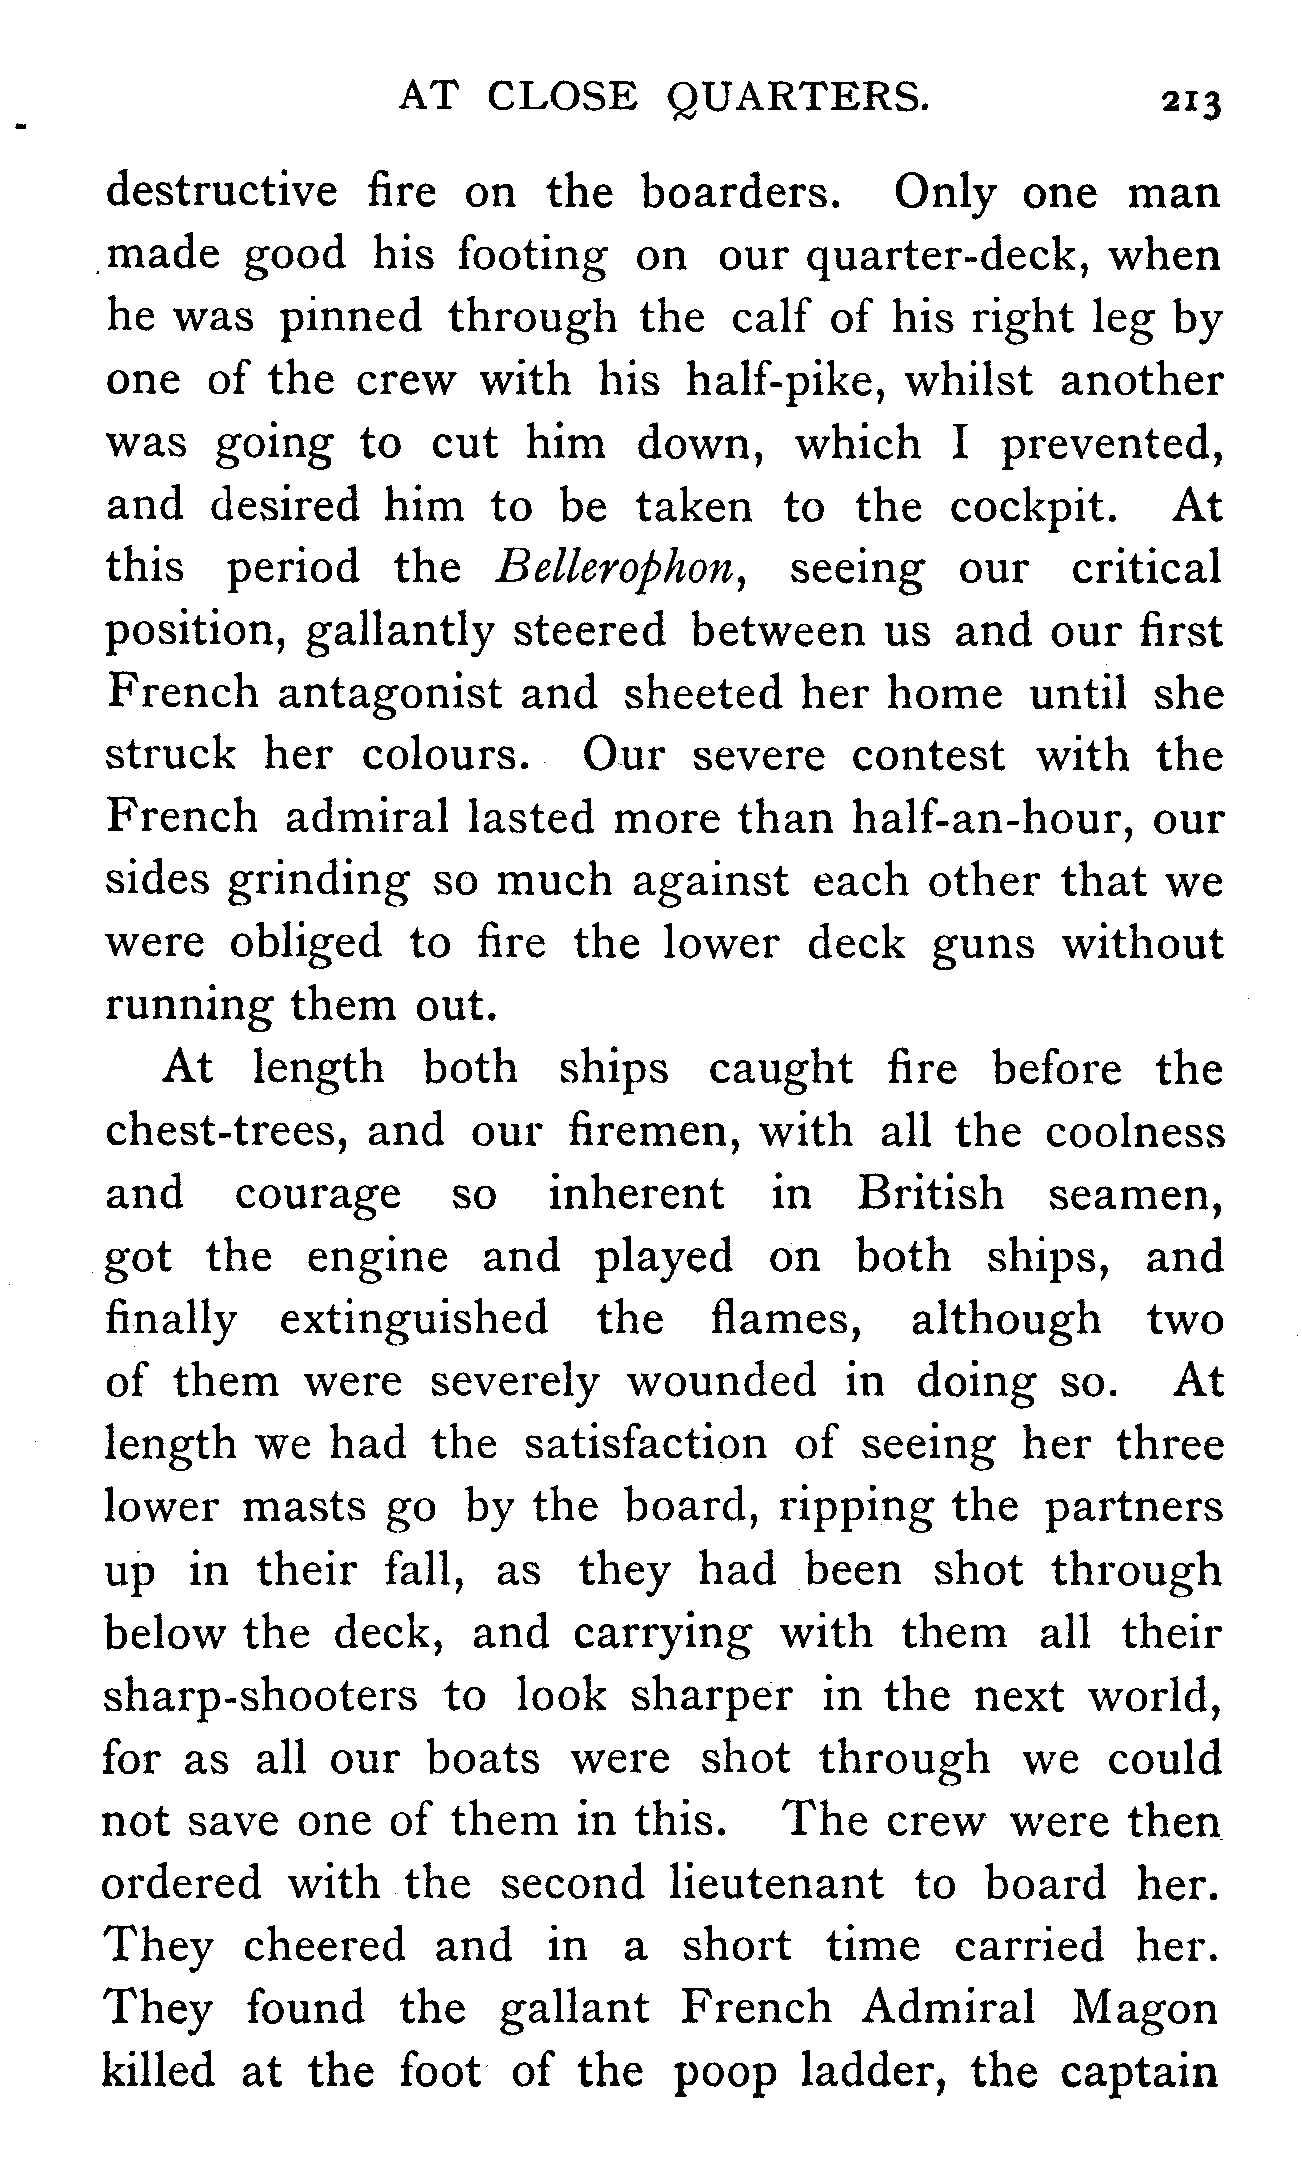 AT CLOSE QUARTERS. 213
destructive fire on the boarders. Only one man
made good his footing on our quarter-deck, when
he was pinned through the calf of his right leg by
one of the crew with his half-pike, whilst another
was going to cut him down, which I prevented,
and desired him to be taken to the cockpit. At
this period the Bellerophon, seeing our critical
position, gallantly steered between us and our first
French antagonist and sheeted her home until she
struck her colours. Our severe contest with the
French admiral lasted more than half-an-hour, our
sides grinding so much against each other that we
were obliged to fire the lower deck guns without
running them out.
At length both ships caught fire before the
chest-trees, and our firemen, with all the coolness
and courage so inherent in British seamen,
got the engine and played on both ships, and
finally extinguished the flames, although two
of them were severely wounded in doing so. At
length we had the satisfaction of seeing her three
lower masts go by the board, ripping the partners
up in their fall, as they had been shot through
below the deck, and carrying with them all their
sharp-shooters to look sharper in the next world,
for as all our boats were shot through we could
not save one of them in this. The crew were then
ordered with the second lieutenant to board her.
They cheered and in a short time carried her.
They found the gallant French Admiral Magon
killed at the foot of the poop ladder, the captain